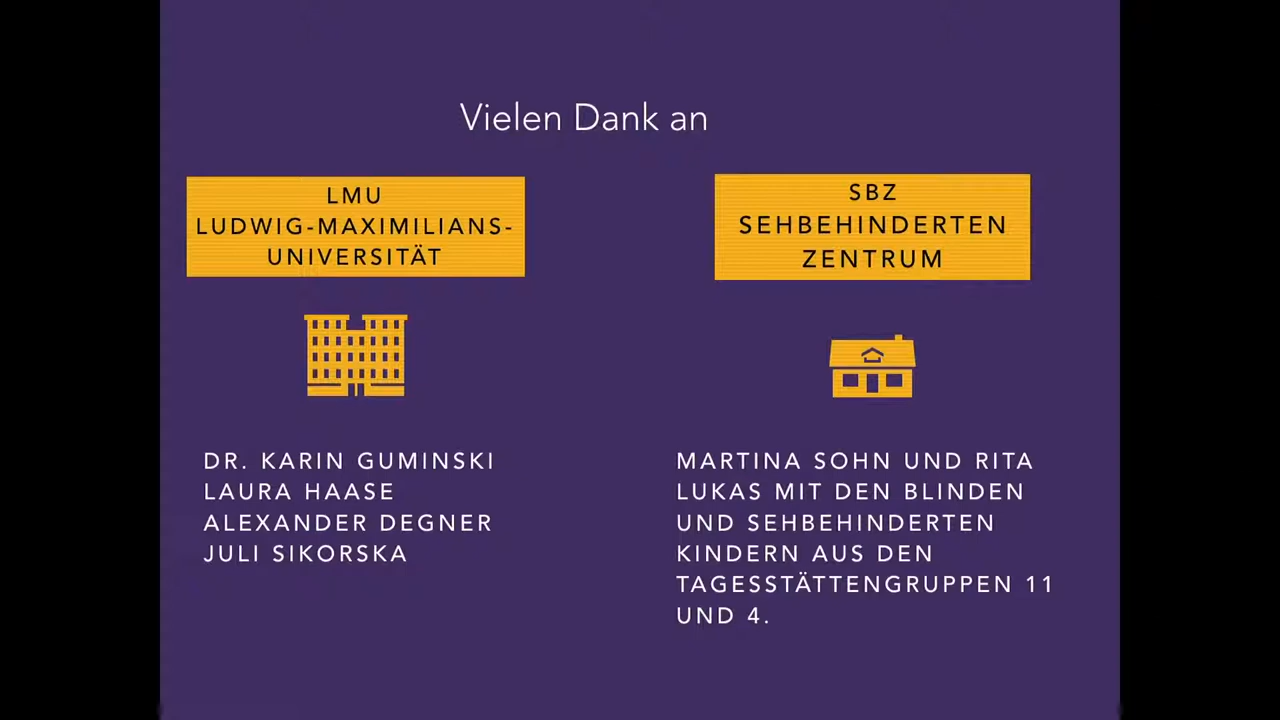 Vielen Dank an
LMU
LUDWIG-MAXIMILIANS-
UNIVERSITÄT
SBZ
SEHBEHINDERTEN
ZENTRUM
DR. KARIN GUMINSKI
LAURA HAASE
ALEXANDER DEGNER
JULI SIKORSKA
MARTINA SOHN UND RITA
LUKAS MIT DEN BLINDEN
UND SEHBEHINDERTEN
KINDERN AUS DEN
TAGESSTÄTTENGRUPPEN 11
UND 4.